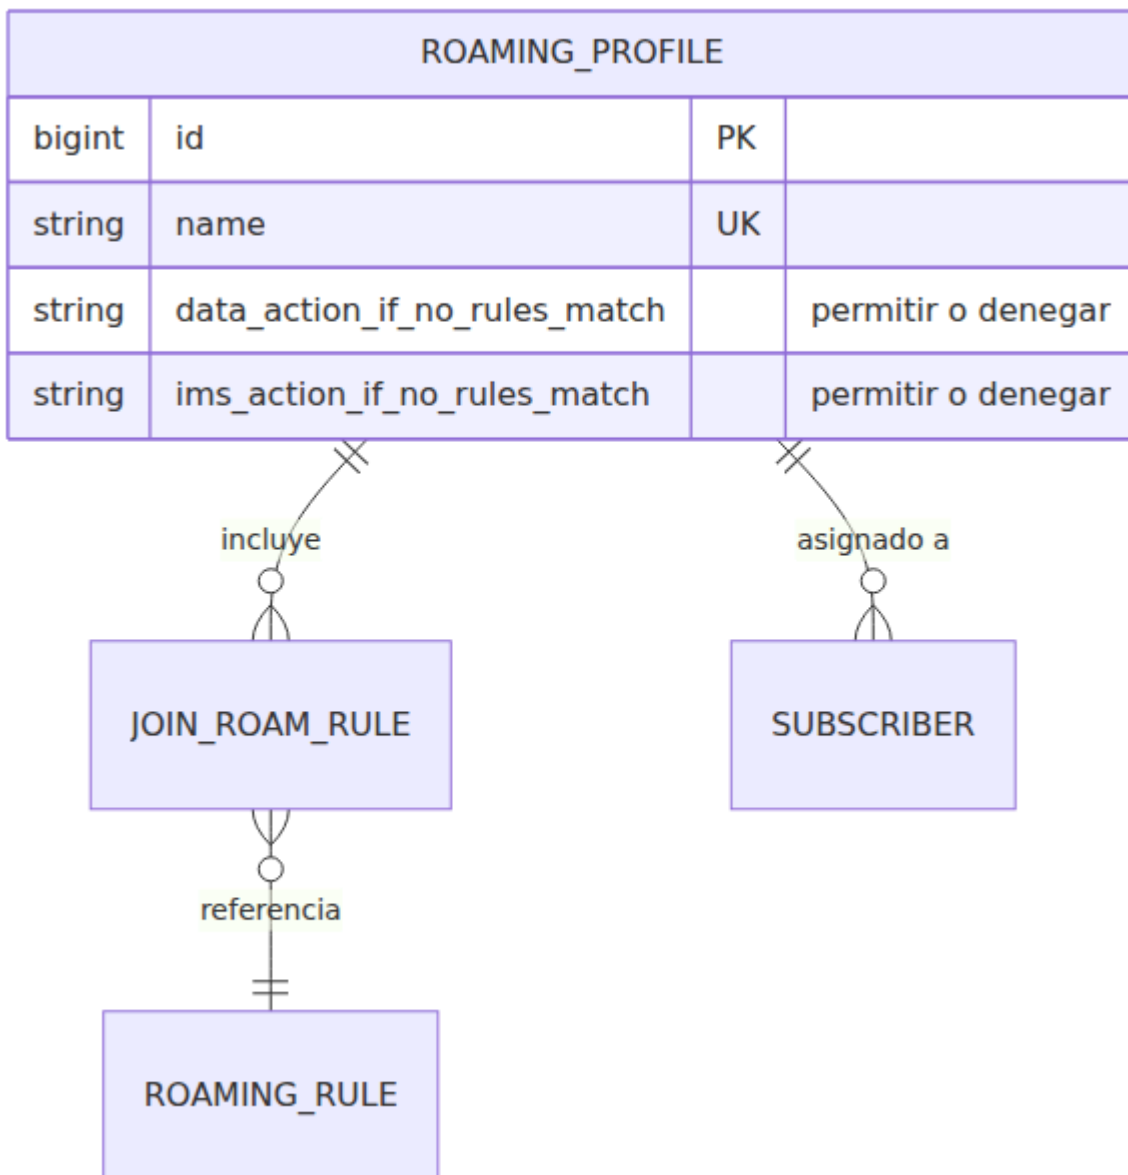 ROAMING_PROFILE
bigint id PK
string name UK
string data_action_if_no_rules_match permitir o denegar
string ims_action_if_no_rules_match permitir o denegar
incluye asignado a
JOIN_ROAM_RULE SUBSCRIBER
referencia
ROAMING_RULE